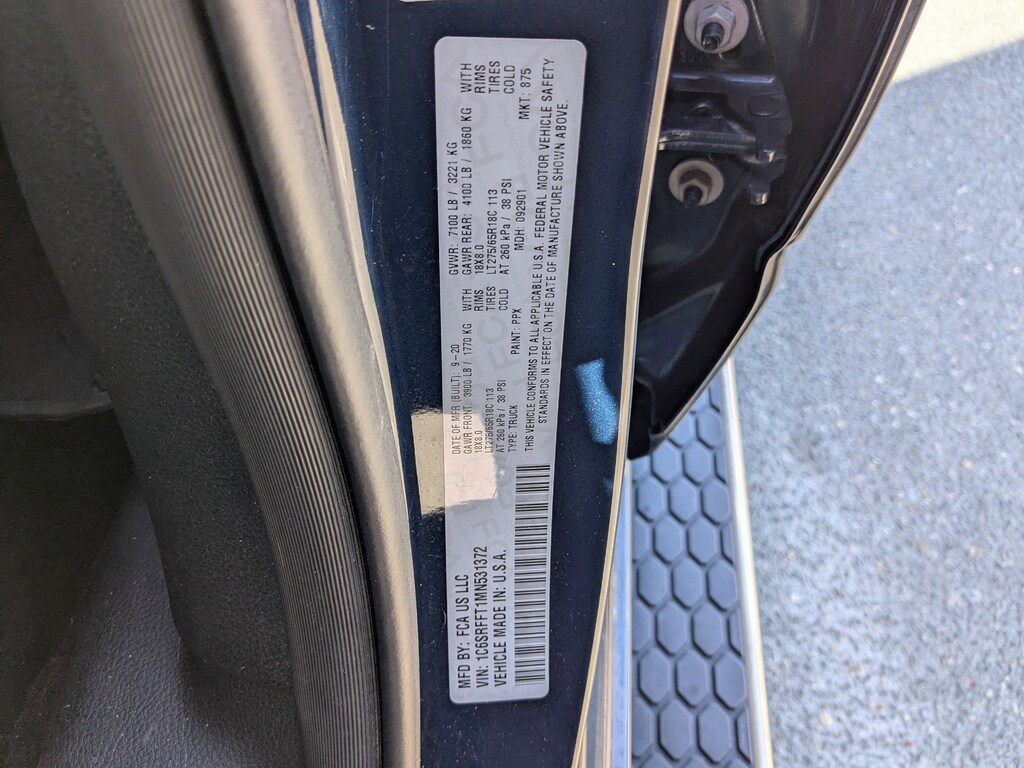 MFD BY: FCA US LLC
VIN: 1C6SRFFT1MN531372
VEHICLE MADE IN: U.S.A.
DATE OF MFR (BUILT): 9-20 GVWR: 7100 LB / 3221 KG
GAWR FRONT: 3900 LB / 1770 KG WITH GAWR REAR: 4100 LB / 1860 KG WITH
18X8.0 RIMS 18X8.0 RIMS
LT275/65R18C 113 TIRES LT275/65R18C 113 TIRES
AT 260 kPa / 38 PSI COLD AT 260 kPa / 38 PSI COLD
TYPE: TRUCK PAINT: PPX MDH: 092901 MKT: 875
THIS VEHICLE CONFORMS TO ALL APPLICABLE U.S.A. FEDERAL MOTOR VEHICLE SAFETY
STANDARDS IN EFFECT ON THE DATE OF MANUFACTURE SHOWN ABOVE.